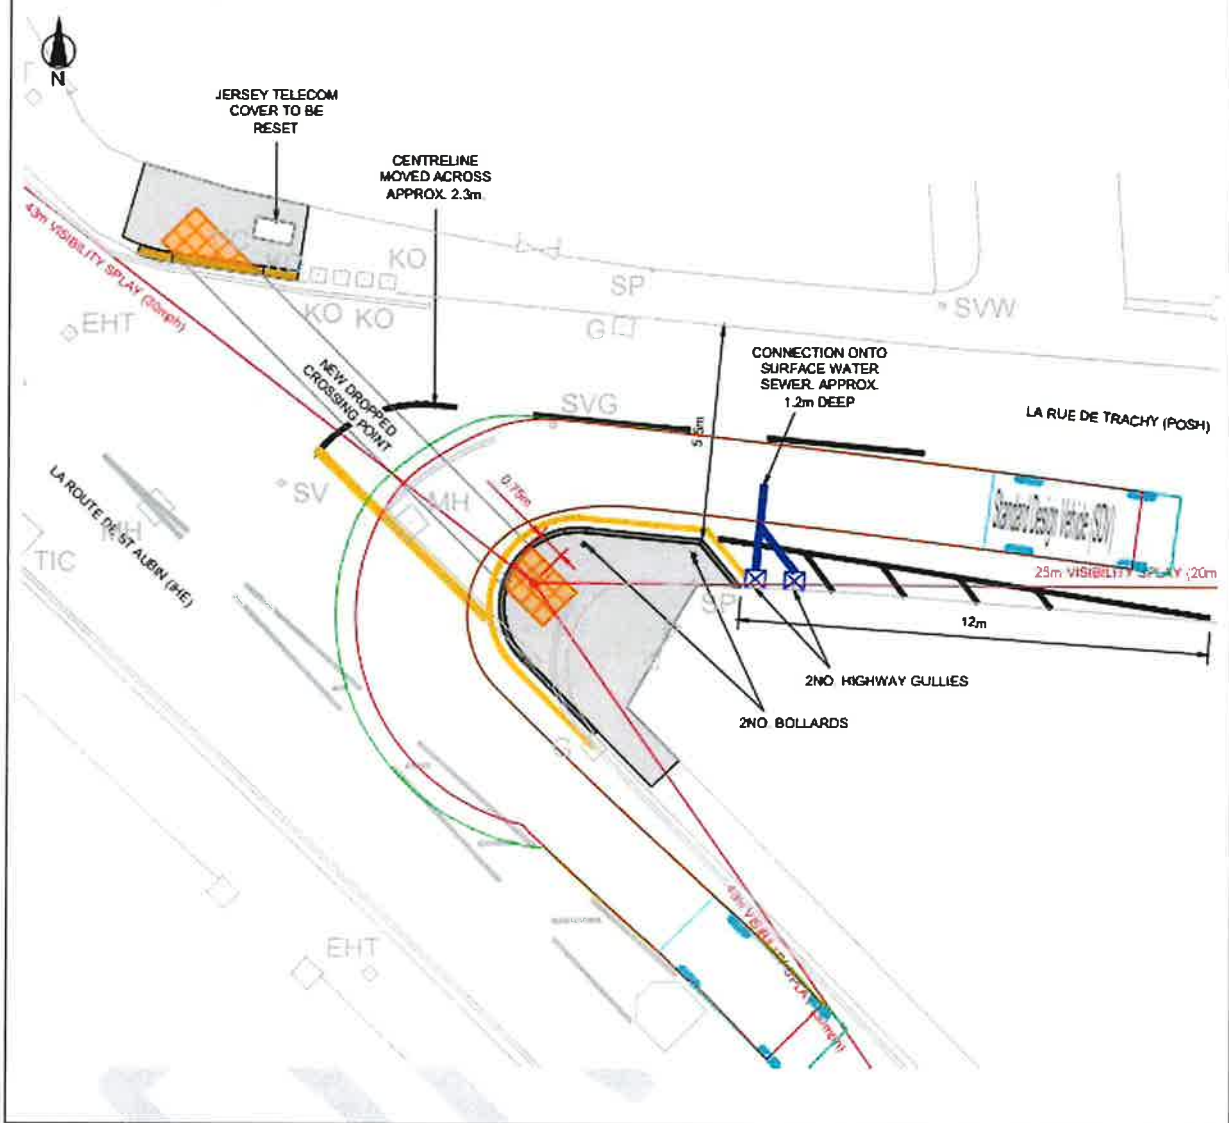 N
JERSEY TELECOM
COVER TO BE
RESET
CENTRELINE
MOVED ACROSS
APPROX. 2.3m
43m VISIBILITY SPLAY (30mph)
EHT
KO
KO KO
SP
G
SVW
NEW DROPPED
CROSSING POINT
SVG
CONNECTION ONTO
SURFACE WATER
SEWER. APPROX.
1.2m DEEP
LA RUE DE TRACHY (POSH)
LA ROUTE DE ST AUBIN (IHE)
SV
MH
0.75m
Standard Design Vehicle (SDV)
TIC
25m VISIBILITY SPLAY (20m
SP
12m
2NO. HIGHWAY GULLIES
2NO. BOLLARDS
G
EHT